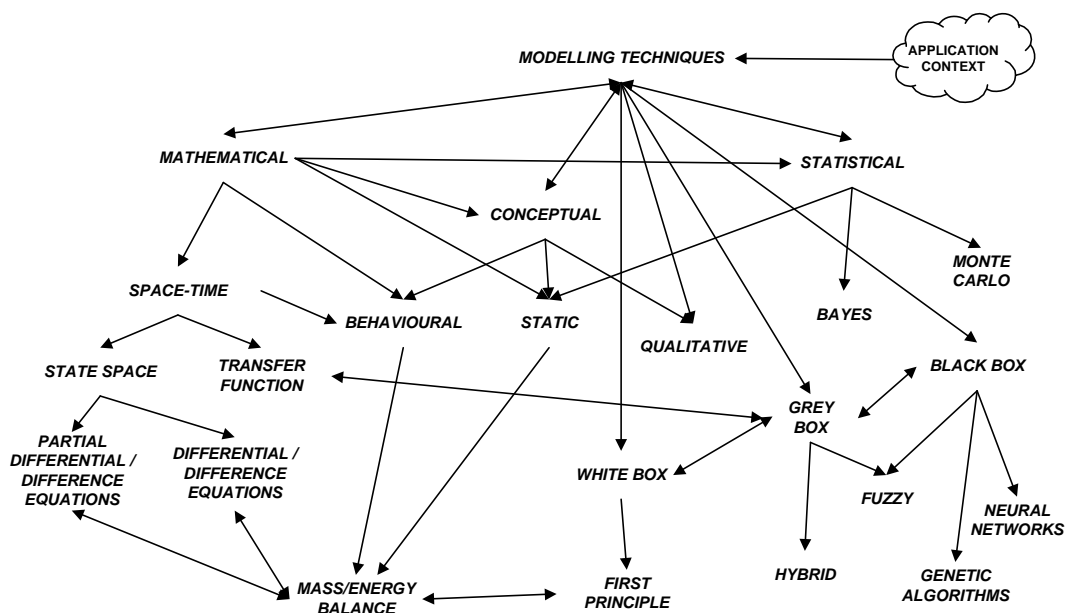 MODELLING TECHNIQUES
APPLICATION
CONTEXT
MATHEMATICAL
STATISTICAL
CONCEPTUAL
MONTE
CARLO
SPACE-TIME
BEHAVIOURAL
STATIC
BAYES
QUALITATIVE
STATE SPACE
TRANSFER
FUNCTION
BLACK BOX
GREY
BOX
PARTIAL
DIFFERENTIAL /
DIFFERENCE
EQUATIONS
DIFFERENTIAL /
DIFFERENCE
EQUATIONS
WHITE BOX
FUZZY
NEURAL
NETWORKS
MASS/ENERGY
BALANCE
FIRST
PRINCIPLE
HYBRID
GENETIC
ALGORITHMS